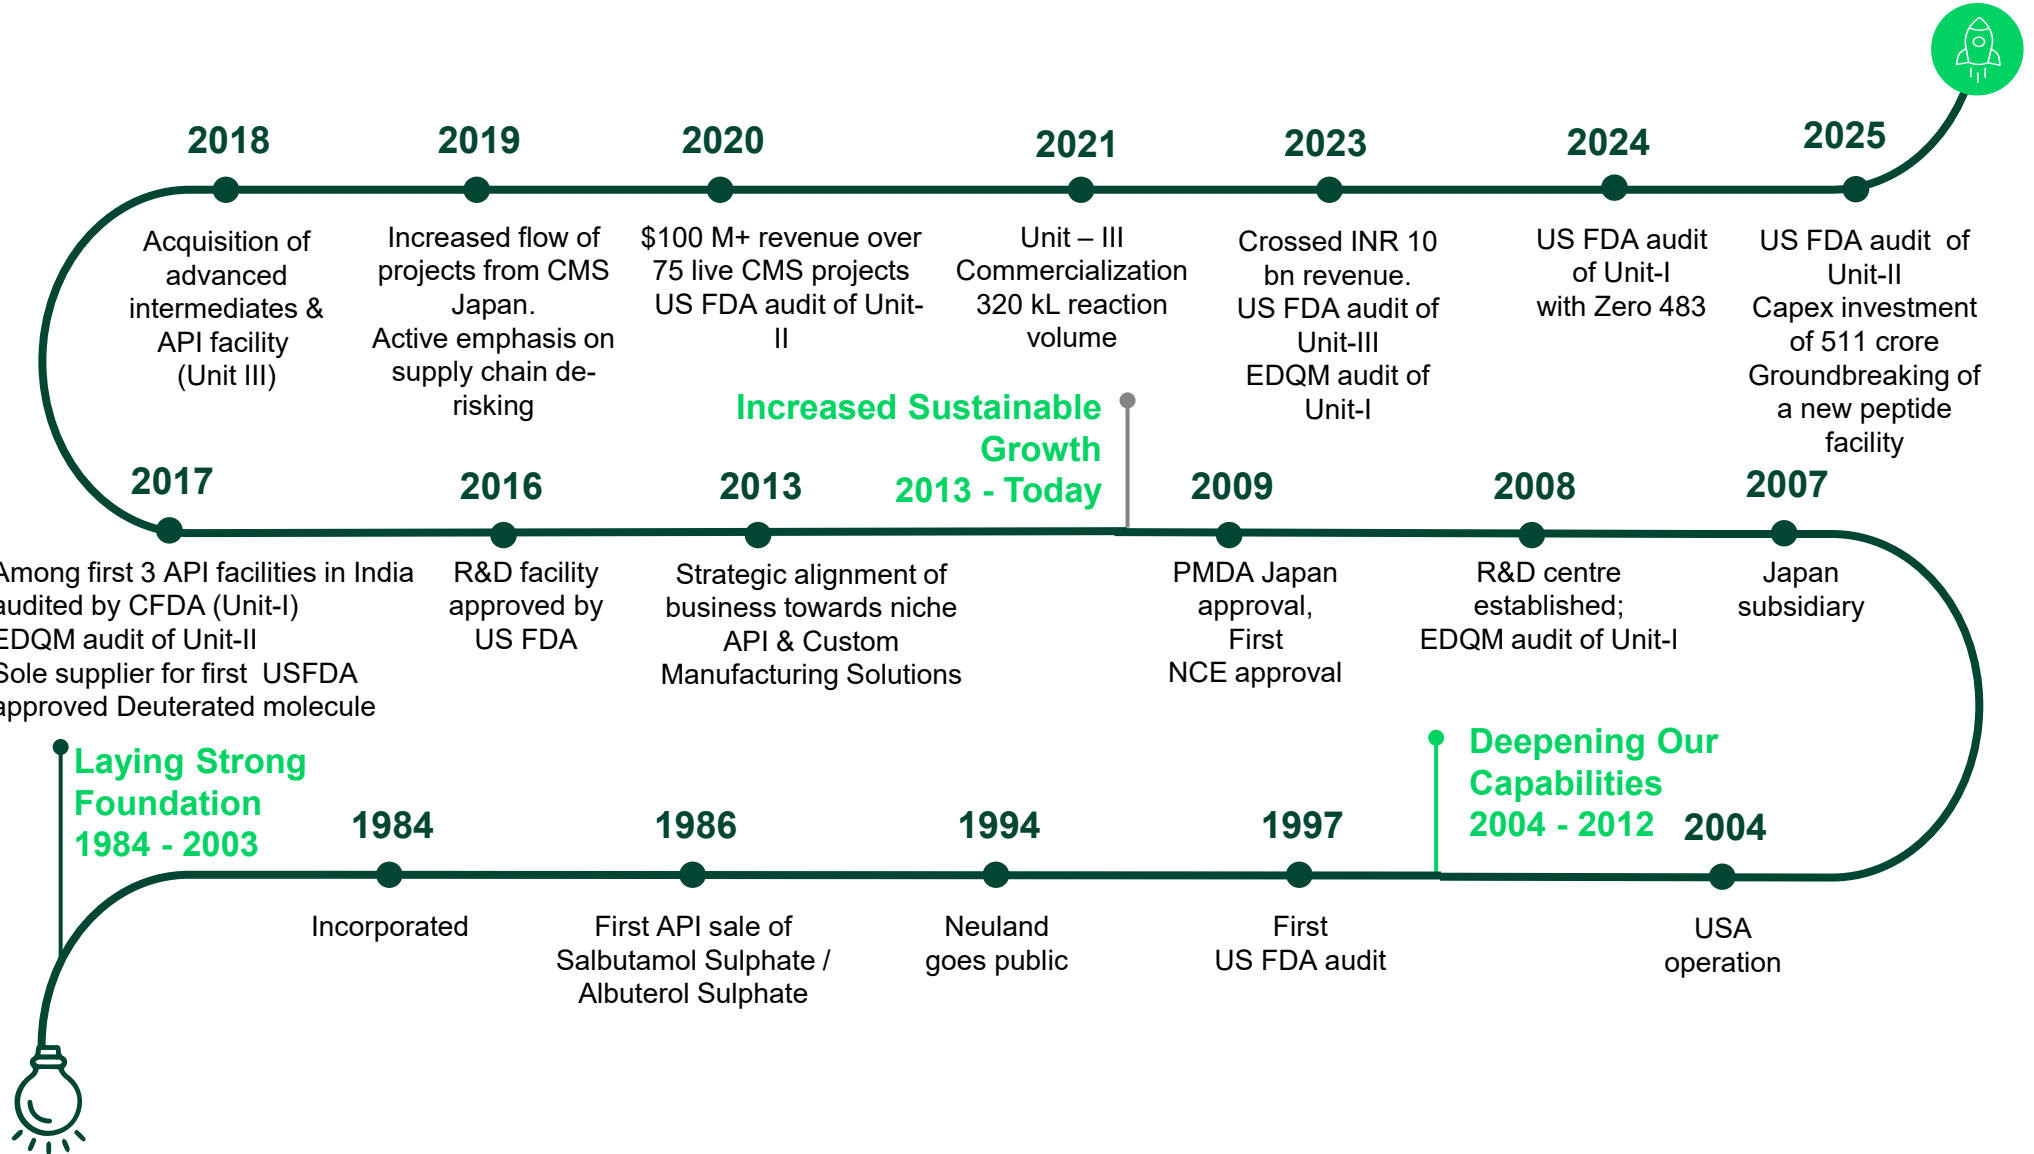 2018
Acquisition of
advanced
intermediates &
API facility
(Unit III)
2019
Increased flow of
projects from CMS
Japan.
Active emphasis on
supply chain de-
risking
2020
$100 M+ revenue over
75 live CMS projects
US FDA audit of Unit-
II
2021
Unit – III
Commercialization
320 kL reaction
volume
2023
Crossed INR 10
bn revenue.
US FDA audit of
Unit-III
EDQM audit of
Unit-I
2024
US FDA audit
of Unit-I
with Zero 483
2025
US FDA audit  of
Unit-II
Capex investment
of 511 crore
Groundbreaking of
a new peptide
facility
Increased Sustainable
Growth
2013 - Today
2017
Among first 3 API facilities in India
audited by CFDA (Unit-I)
EDQM audit of Unit-II
Sole supplier for first  USFDA
approved Deuterated molecule
2016
R&D facility
approved by
US FDA
2013
Strategic alignment of
business towards niche
API & Custom
Manufacturing Solutions
2009
PMDA Japan
approval,
First
NCE approval
2008
R&D centre
established;
EDQM audit of Unit-I
2007
Japan
subsidiary
Laying Strong
Foundation
1984 - 2003
1984
Incorporated
1986
First API sale of
Salbutamol Sulphate /
Albuterol Sulphate
1994
Neuland
goes public
1997
First
US FDA audit
Deepening Our
Capabilities
2004 - 2012
2004
USA
operation